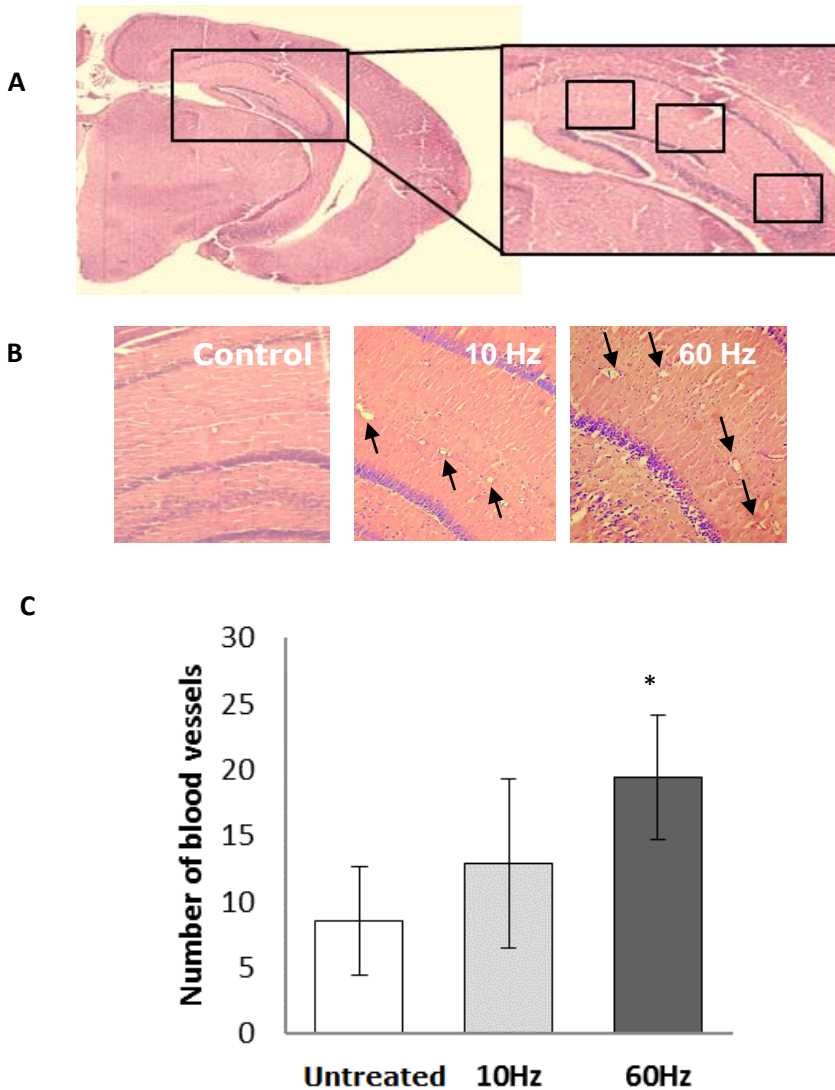 A
B
Control
10 Hz
60 Hz
C
Number of blood vessels
30
25
20
15
10
5
0
*
Untreated
10Hz
60Hz